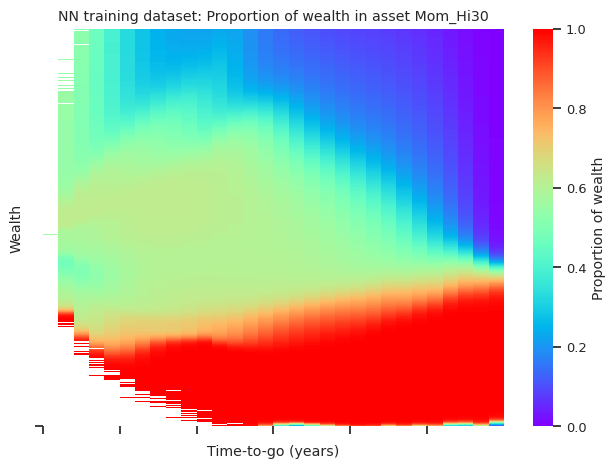 NN training dataset: Proportion of wealth in asset Mom_Hi30
Wealth
Time-to-go (years)
1.0
0.8
0.6
0.4
0.2
0.0
Proportion of wealth